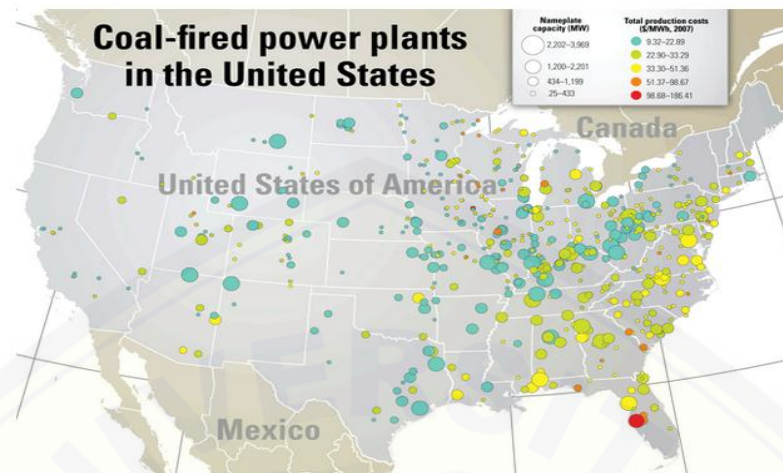 Coal-fired power plants
in the United States
Nameplate
capacity (MW)
2,202–3,969
1,200–2,201
434–1,199
.25–433
Total production costs
($/MWh, 2007)
9.32–22.89
22.90–33.29
33.30–51.36
51.37–98.67
98.68–186.41
Canada
United States of America
Mexico